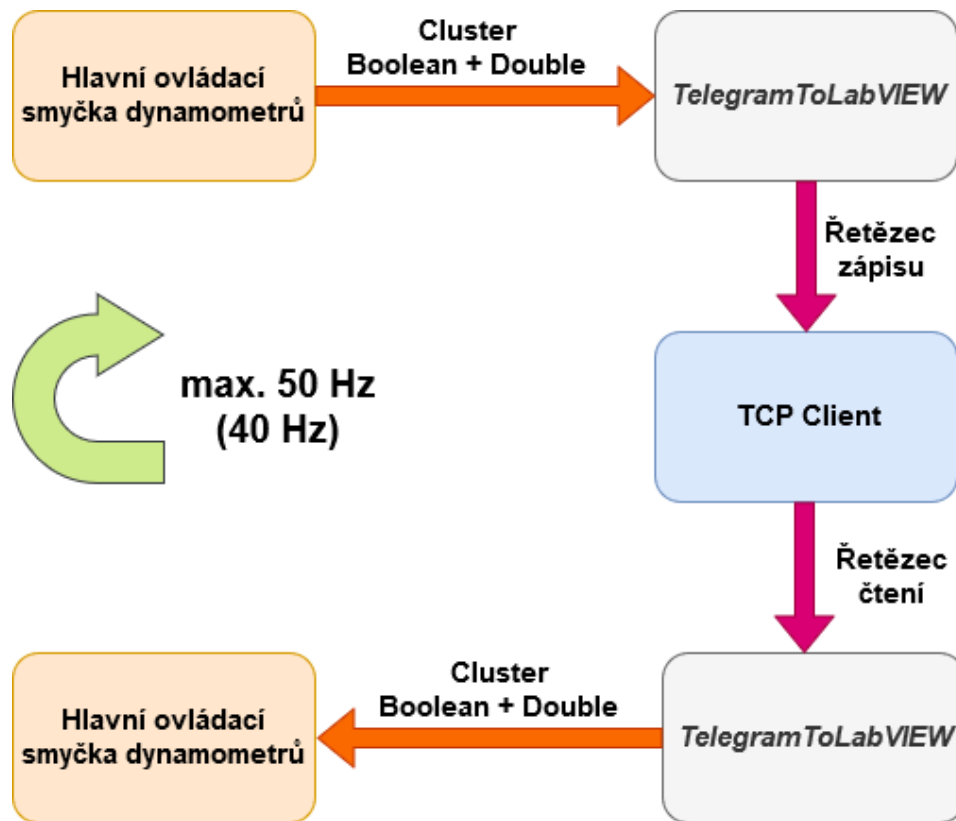 Cluster
Boolean + Double
Hlavní ovládací
smyčka dynamometrů
TelegramToLabVIEW
Řetězec
zápisu
max. 50 Hz
(40 Hz)
TCP Client
Řetězec
čtení
Cluster
Boolean + Double
Hlavní ovládací
smyčka dynamometrů
TelegramToLabVIEW